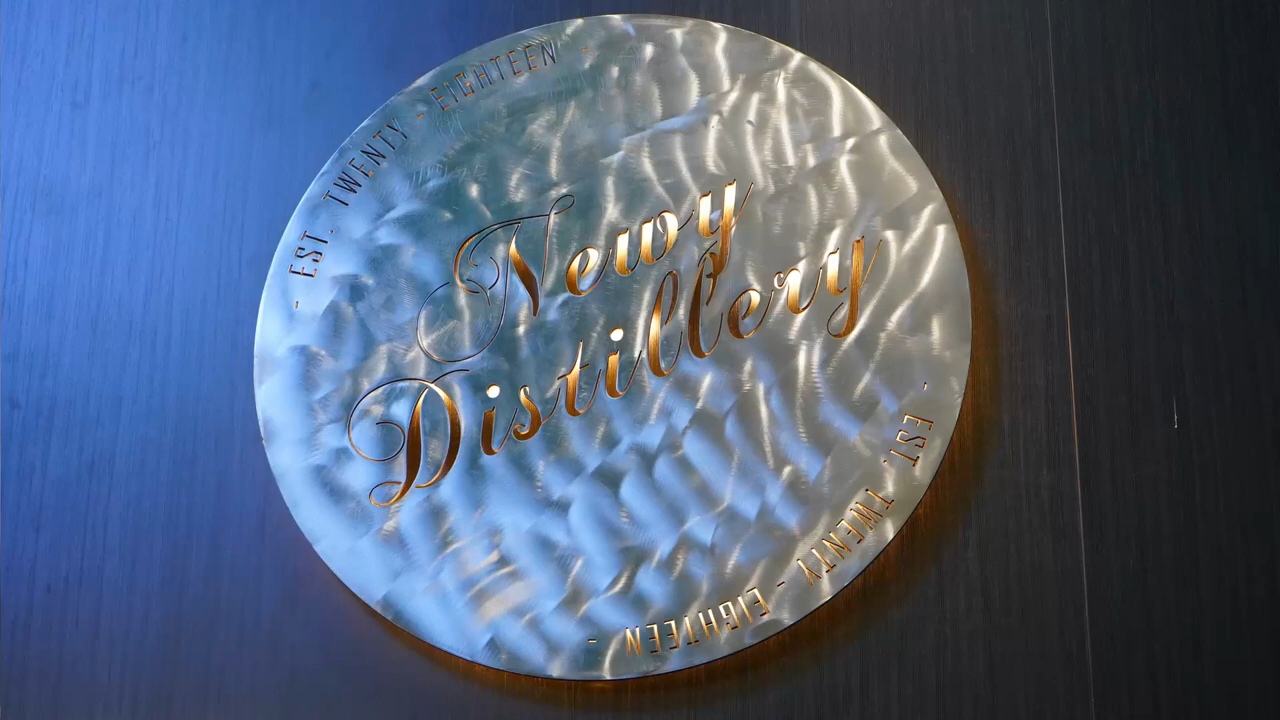 - EST. TWENTY - EIGHTEEN -
Newy
Distillery
- EST. TWENTY - EIGHTEEN -